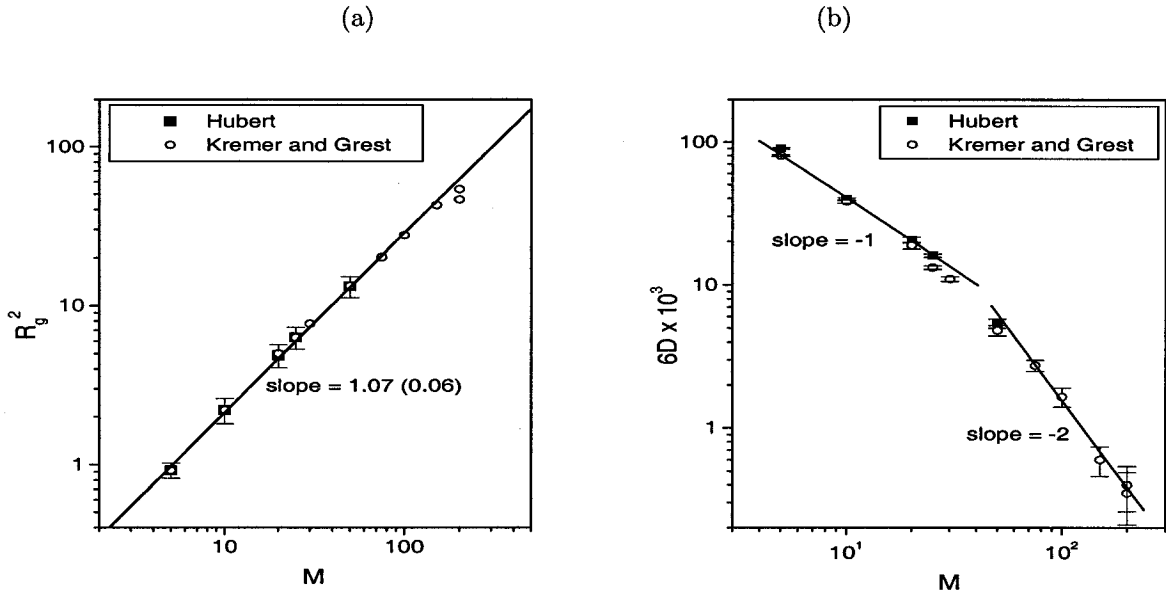 (a)
Hubert
Kremer and Grest
100
10
1
R_g^2
slope = 1.07 (0.06)
10
100
M
(b)
Hubert
Kremer and Grest
100
10
1
6D x 10^3
slope = -1
slope = -2
10^1
10^2
M